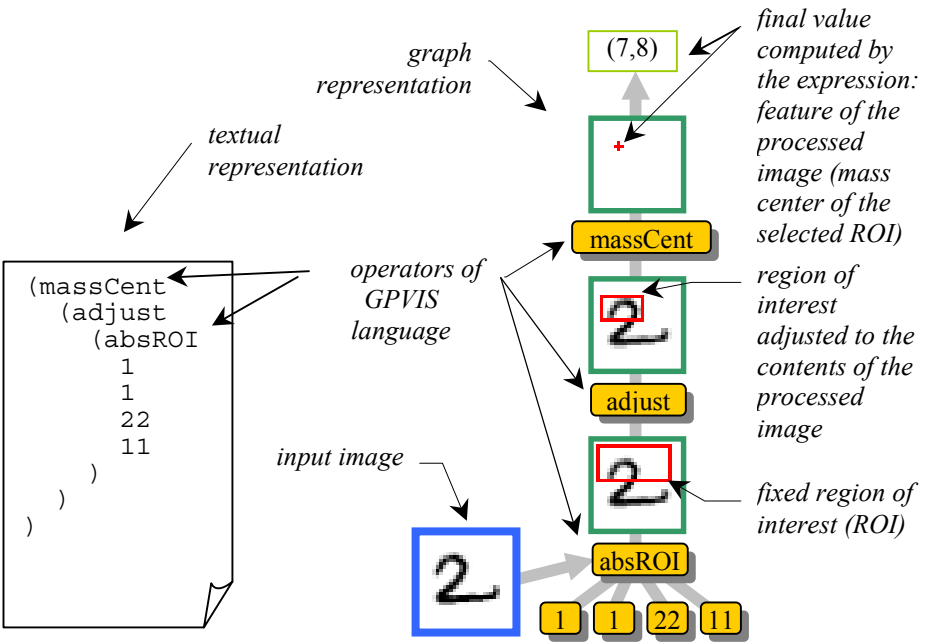 textual
representation
(massCent
(adjust
(absROI
1
1
22
11
)
)
)
graph
representation
operators of
GPVIS
language
input image
(7,8)
massCent
adjust
absROI
1 1 22 11
final value
computed by
the expression:
feature of the
processed
image (mass
center of the
selected ROI)
region of
interest
adjusted to the
contents of the
processed
image
fixed region of
interest (ROI)
2
2
2